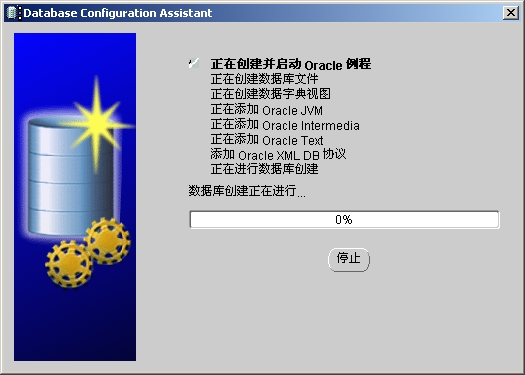 Database Configuration Assistant
正在创建并启动 Oracle 例程
正在创建数据库文件
正在创建数据字典视图
正在添加 Oracle JVM
正在添加 Oracle Intermedia
正在添加 Oracle Text
添加 Oracle XML DB 协议
正在进行数据库创建
数据库创建正在进行...
0%
停止